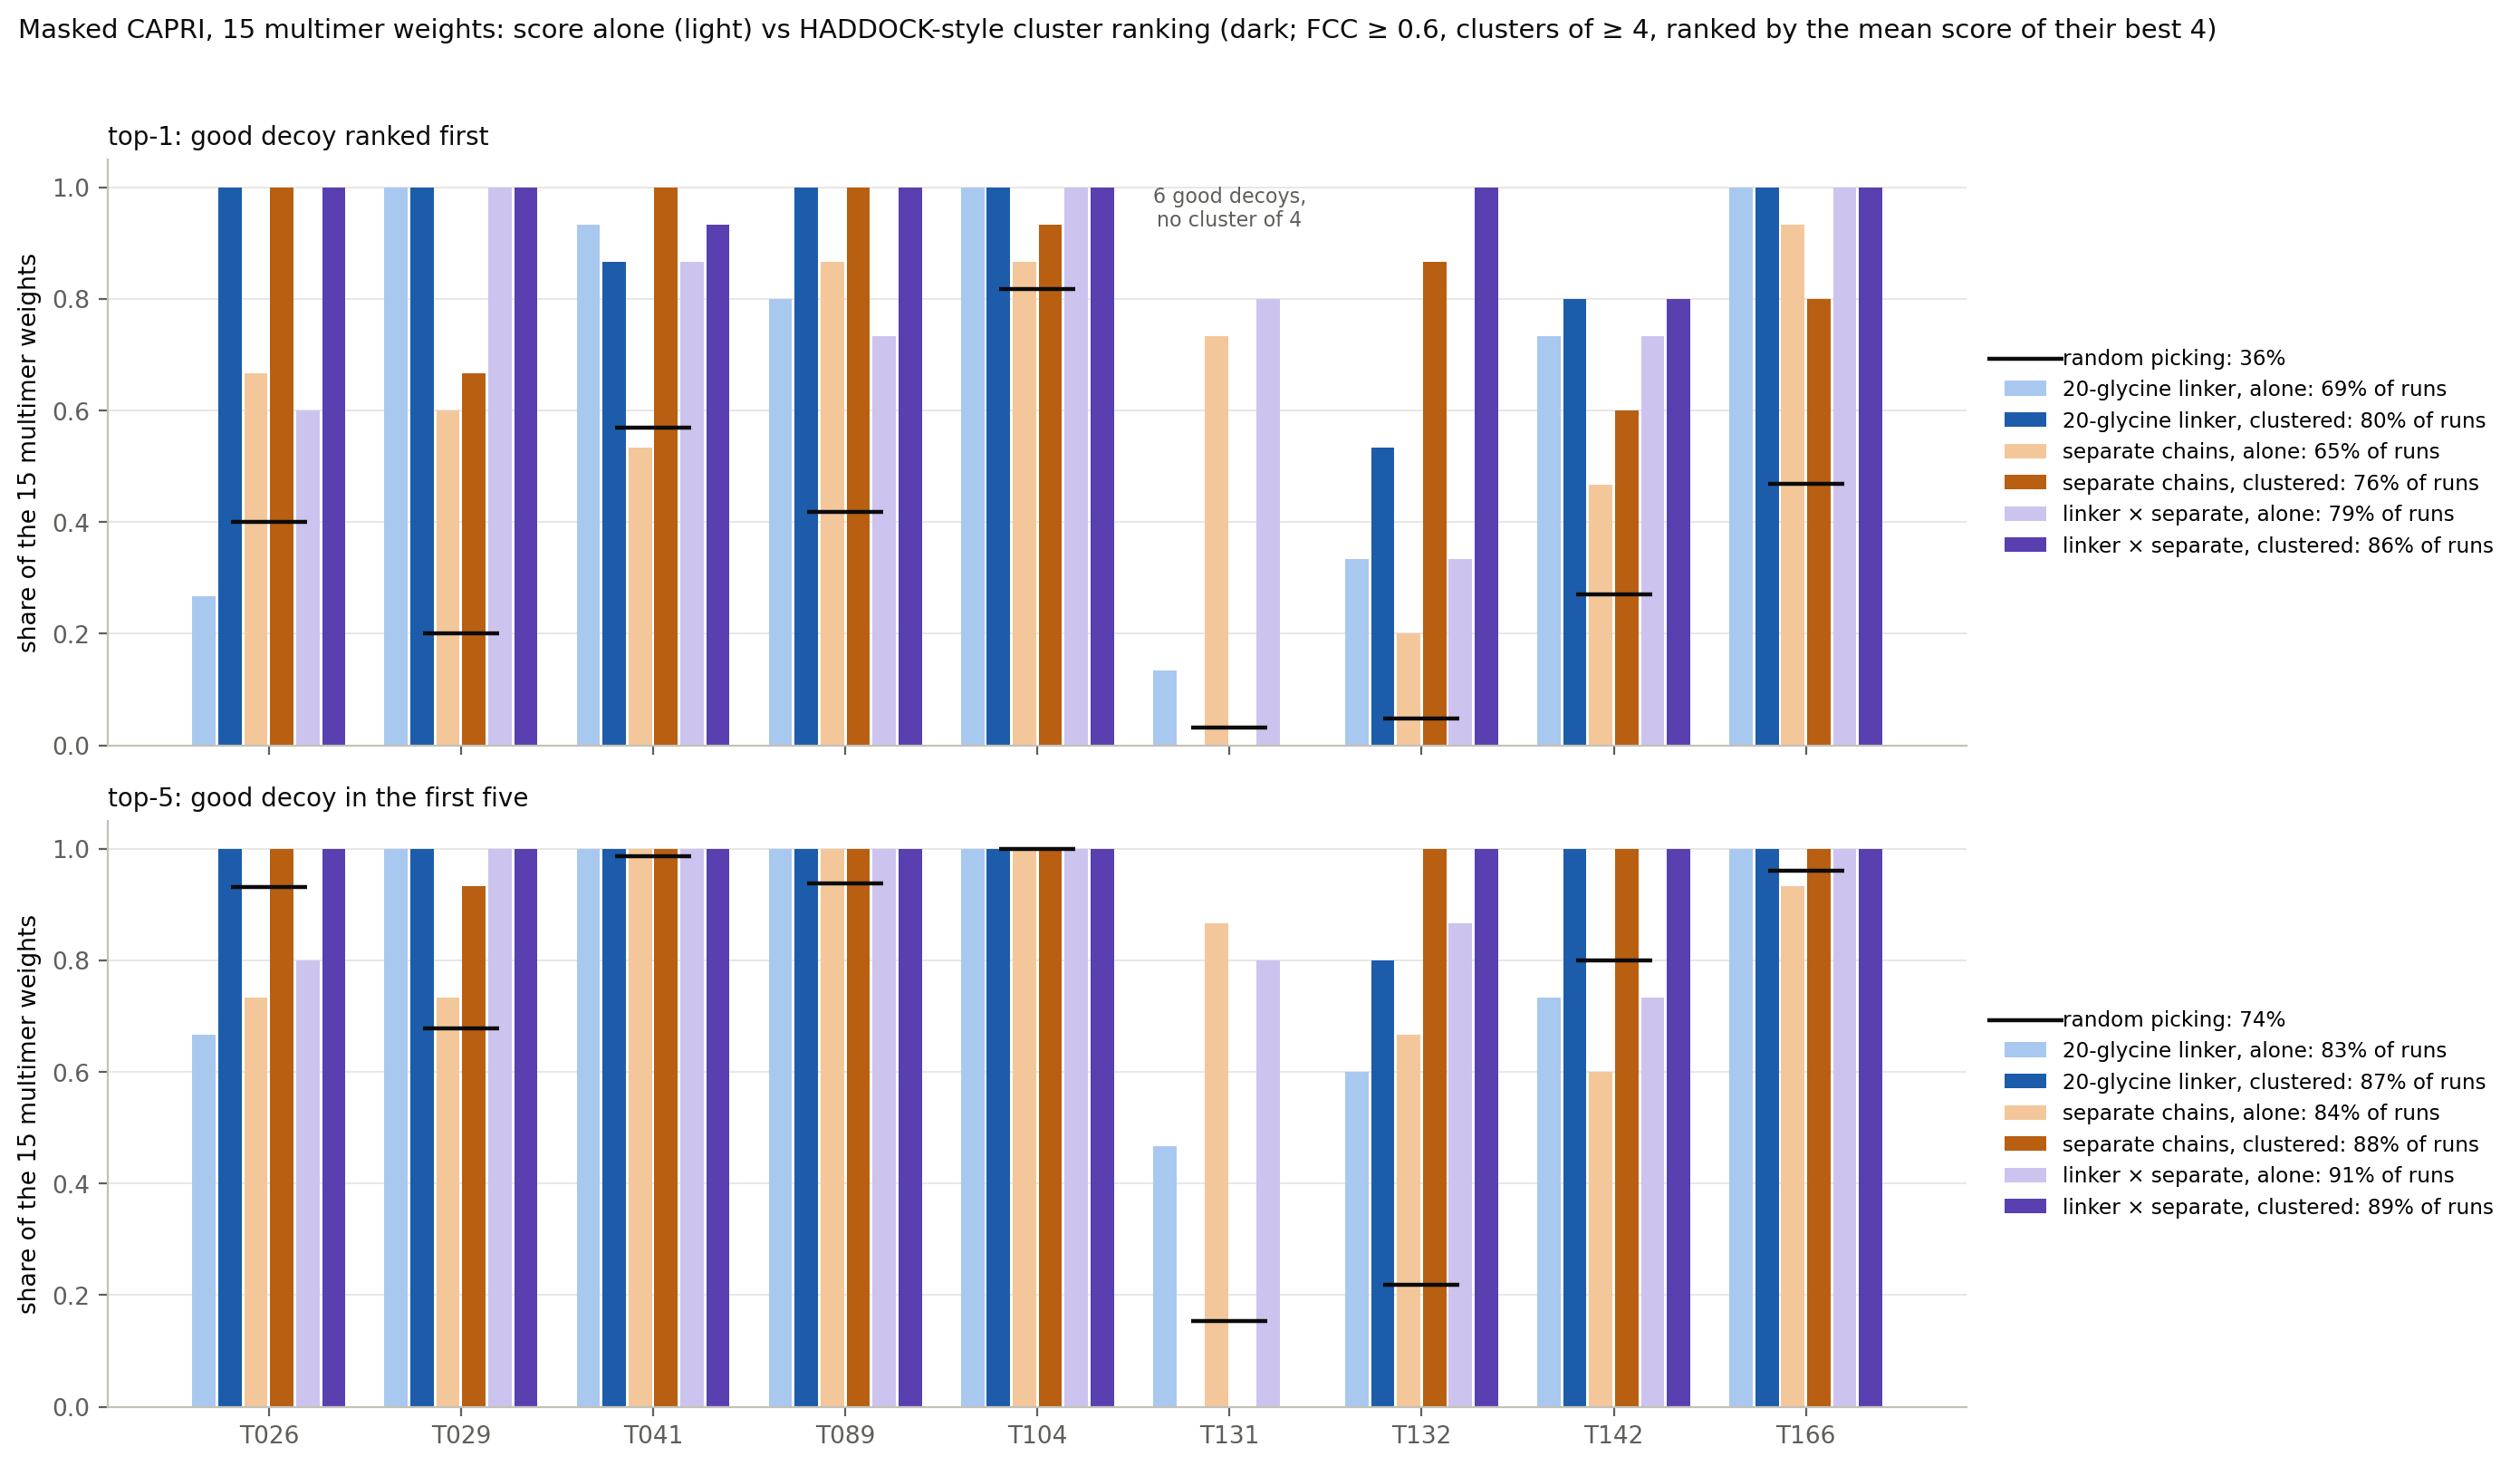 Masked CAPRI, 15 multimer weights: score alone (light) vs HADDOCK-style cluster ranking (dark; FCC ≥ 0.6, clusters of ≥ 4, ranked by the mean score of their best 4)
top-1: good decoy ranked first
share of the 15 multimer weights
1.0
0.8
0.6
0.4
0.2
0.0
6 good decoys,
no cluster of 4
random picking: 36%
20-glycine linker, alone: 69% of runs
20-glycine linker, clustered: 80% of runs
separate chains, alone: 65% of runs
separate chains, clustered: 76% of runs
linker × separate, alone: 79% of runs
linker × separate, clustered: 86% of runs
top-5: good decoy in the first five
share of the 15 multimer weights
1.0
0.8
0.6
0.4
0.2
0.0
random picking: 74%
20-glycine linker, alone: 83% of runs
20-glycine linker, clustered: 87% of runs
separate chains, alone: 84% of runs
separate chains, clustered: 88% of runs
linker × separate, alone: 91% of runs
linker × separate, clustered: 89% of runs
T026 T029 T041 T089 T104 T131 T132 T142 T166